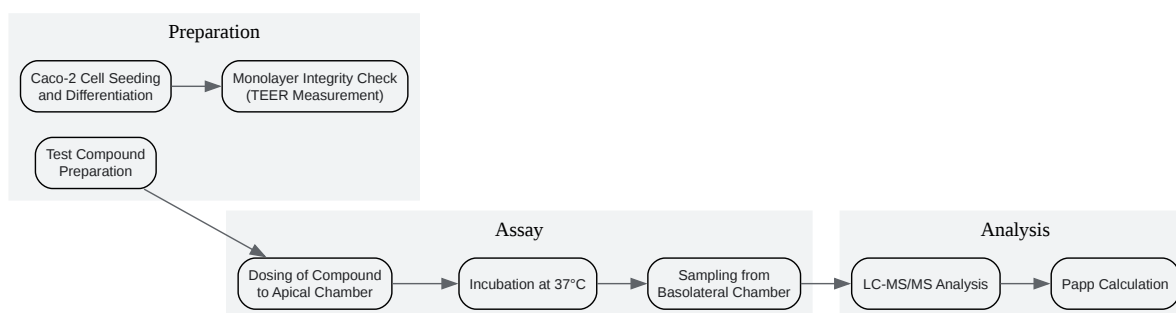 Preparation
Caco-2 Cell Seeding
and Differentiation
Monolayer Integrity Check
(TEER Measurement)
Test Compound
Preparation
Assay
Dosing of Compound
to Apical Chamber
Incubation at 37°C
Sampling from
Basolateral Chamber
Analysis
LC-MS/MS Analysis
Papp Calculation